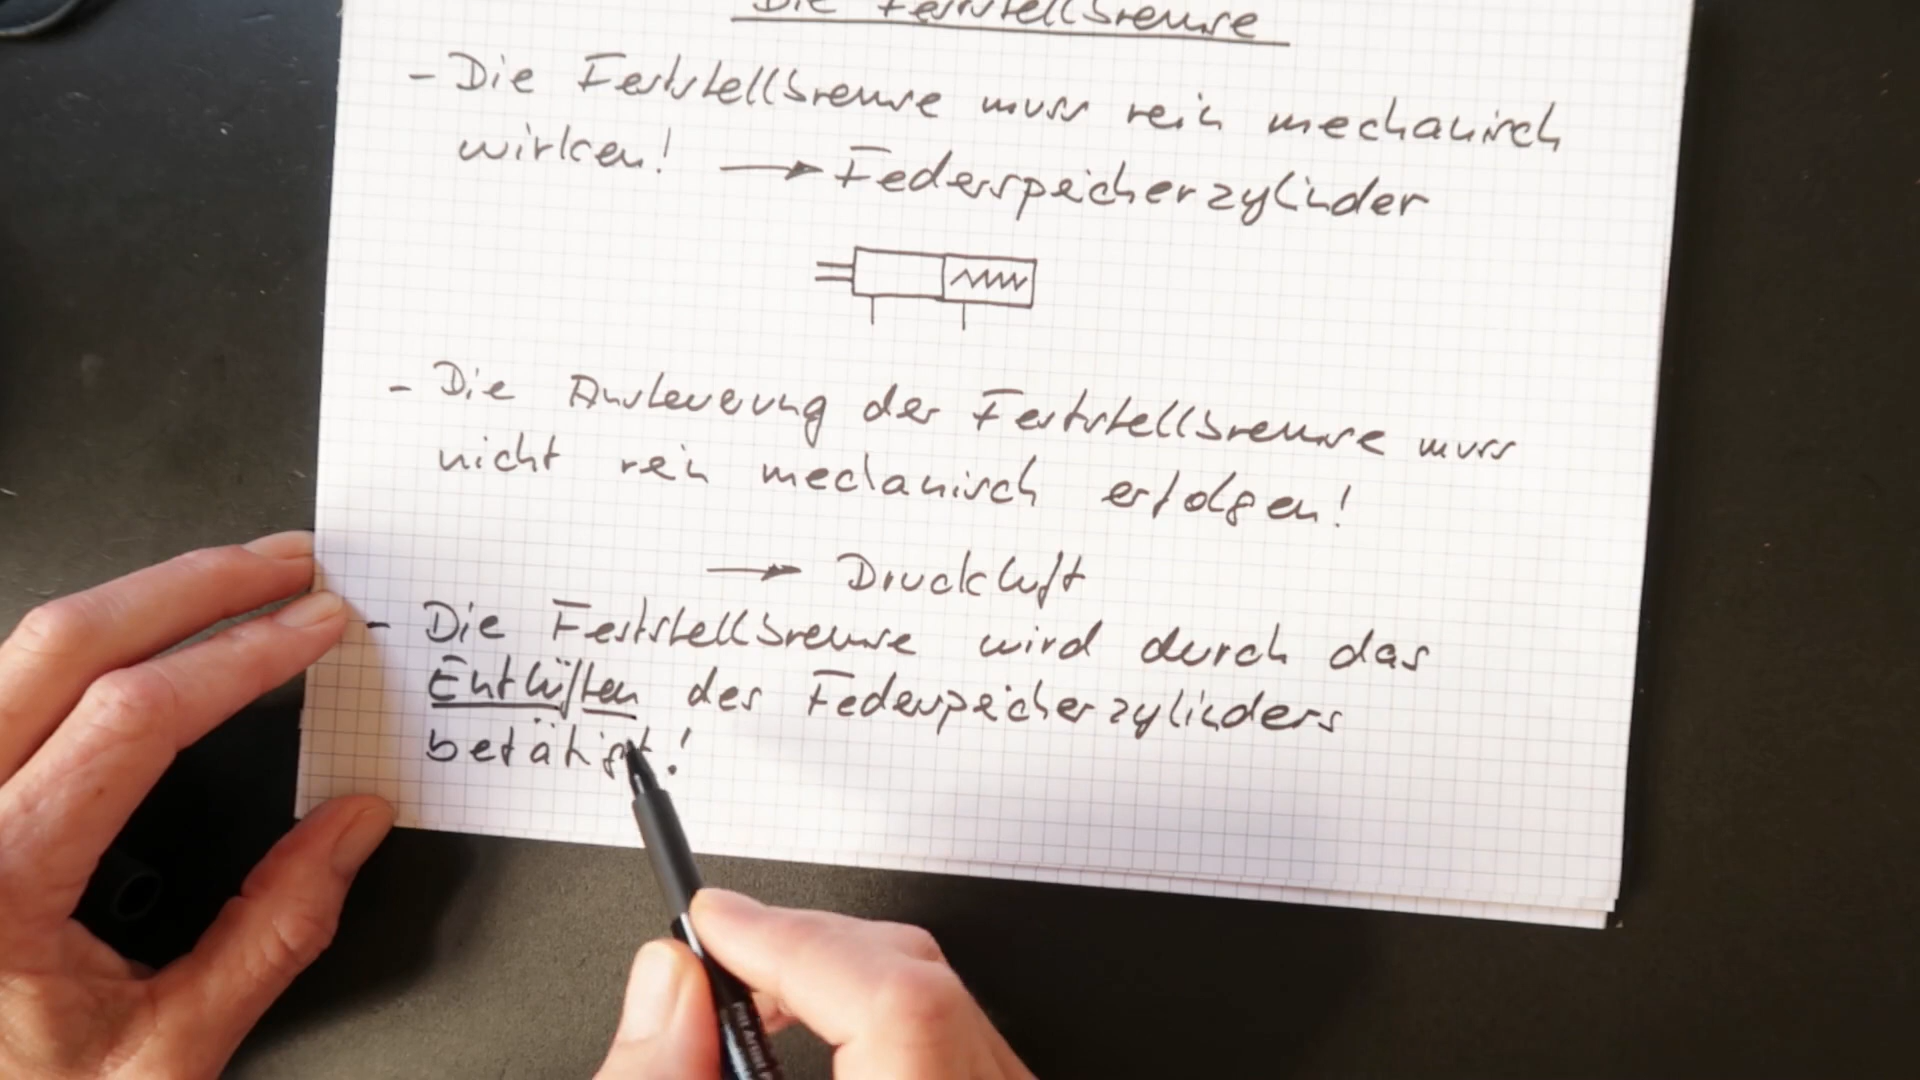 Die Feststellbremse
- Die Feststellbremse muss rein mechanisch
wirken! → Federspeicherzylinder
- Die Ansteuerung der Feststellbremse muss
nicht rein mechanisch erfolgen!
→ Druckluft
- Die Feststellbremse wird durch das
Entlüften des Federspeicherzylinders
betätigt!